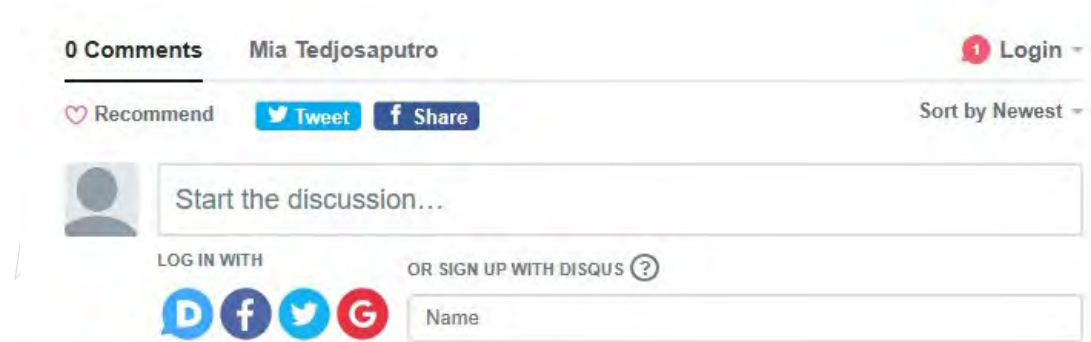 0 Comments Mia Tedjosaputro 1 Login
Recommend Tweet f Share Sort by Newest
Start the discussion…
LOG IN WITH OR SIGN UP WITH DISQUS ?
D f G Name